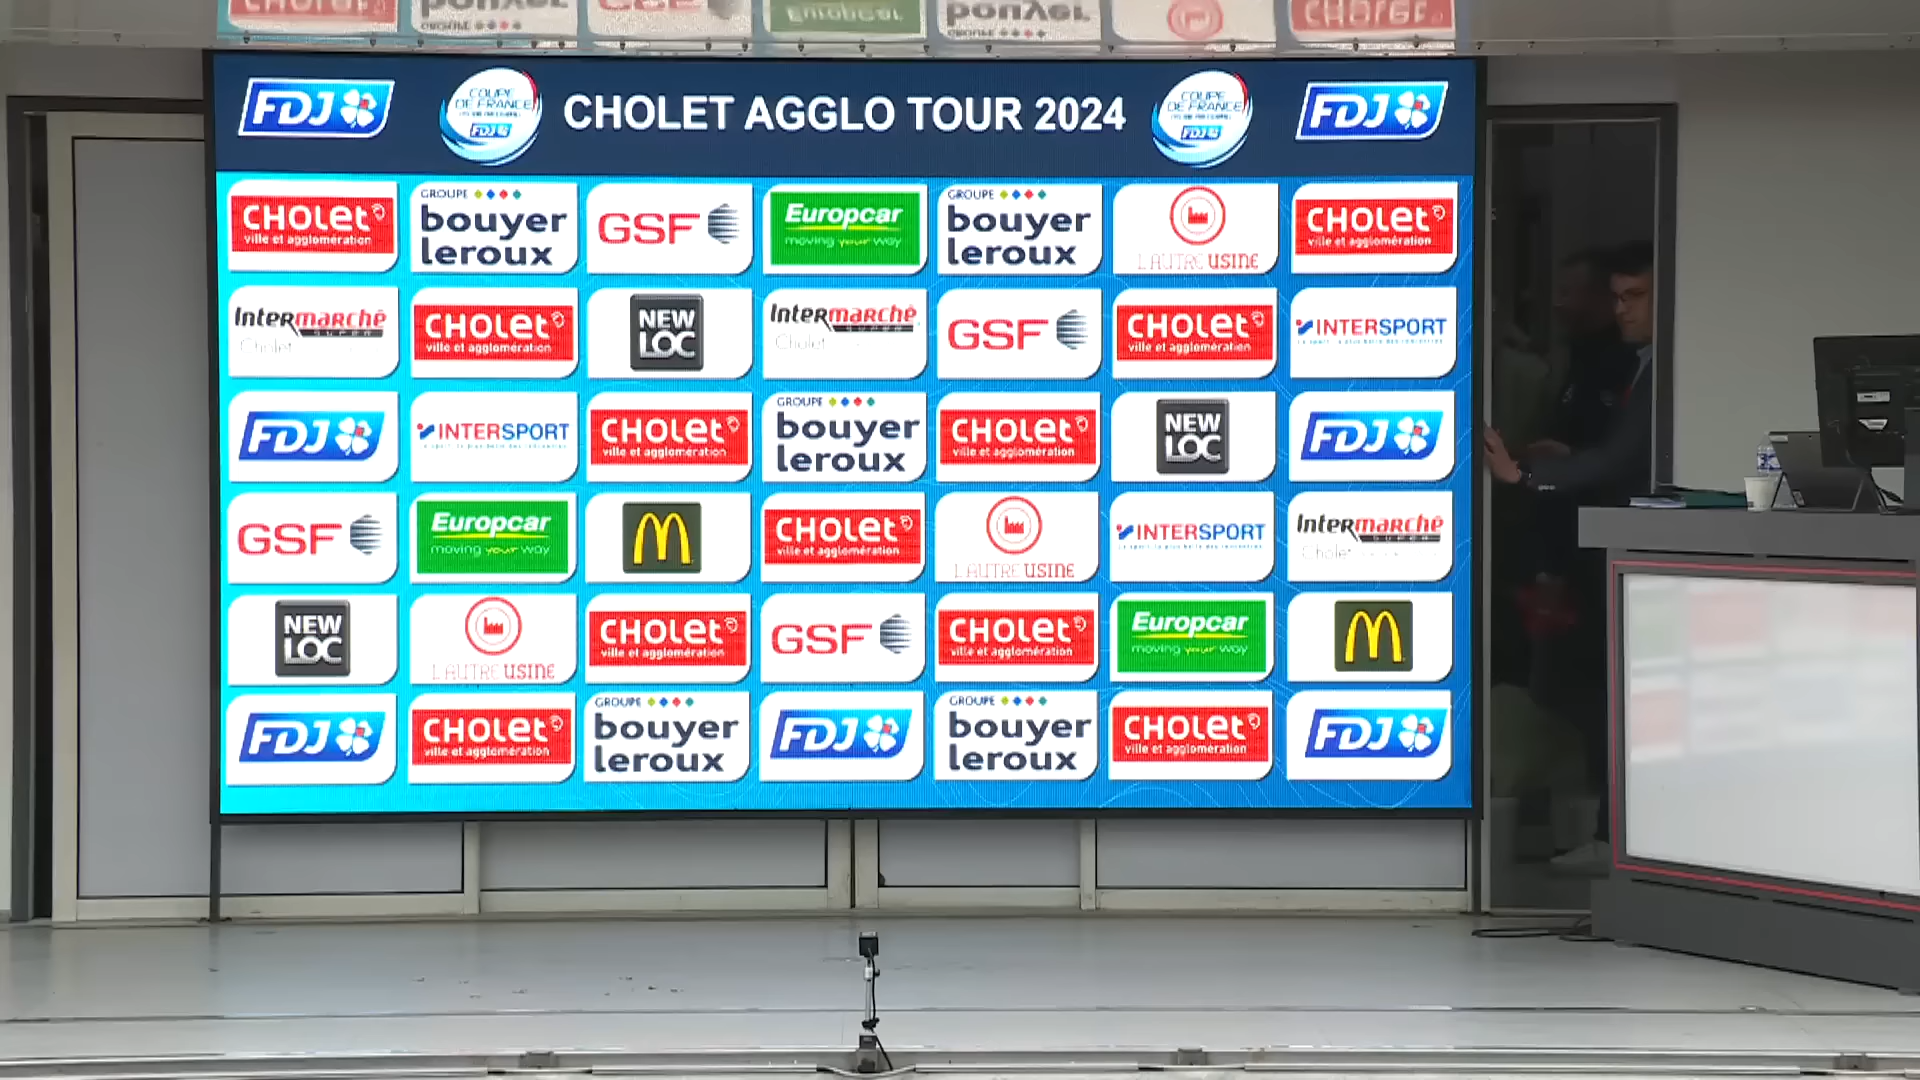 FDJ COUPE DE FRANCE FDJ CHOLET AGGLO TOUR 2024 COUPE DE FRANCE FDJ FDJ
CHOLET ville et agglomération GROUPE bouyer leroux GSF Europcar moving your way GROUPE bouyer leroux L'AUTRE USINE CHOLET ville et agglomération
Intermarché SUPER Cholet CHOLET ville et agglomération NEW LOC Intermarché SUPER Cholet GSF CHOLET ville et agglomération INTERSPORT
FDJ INTERSPORT CHOLET ville et agglomération GROUPE bouyer leroux CHOLET ville et agglomération NEW LOC FDJ
GSF Europcar moving your way M CHOLET ville et agglomération L'AUTRE USINE INTERSPORT Intermarché SUPER Cholet
NEW LOC L'AUTRE USINE CHOLET ville et agglomération GSF CHOLET ville et agglomération Europcar moving your way M
FDJ CHOLET ville et agglomération GROUPE bouyer leroux FDJ GROUPE bouyer leroux CHOLET ville et agglomération FDJ